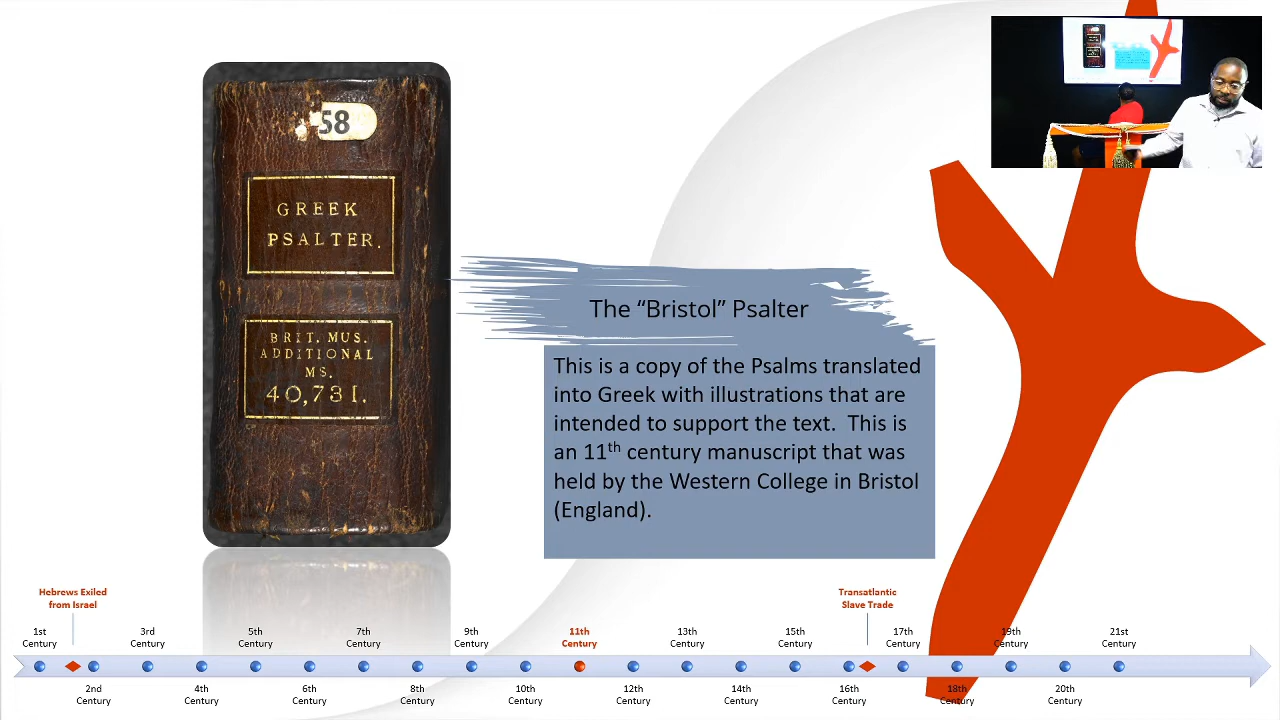 58
GREEK
PSALTER.
BRIT. MUS.
ADDITIONAL
MS.
40,731.
The “Bristol” Psalter
This is a copy of the Psalms translated
into Greek with illustrations that are
intended to support the text. This is
an 11th century manuscript that was
held by the Western College in Bristol
(England).
Hebrews Exiled
from Israel
Transatlantic
Slave Trade
1st
Century
3rd
Century
5th
Century
7th
Century
9th
Century
11th
Century
13th
Century
15th
Century
17th
Century
19th
Century
21st
Century
2nd
Century
4th
Century
6th
Century
8th
Century
10th
Century
12th
Century
14th
Century
16th
Century
18th
Century
20th
Century